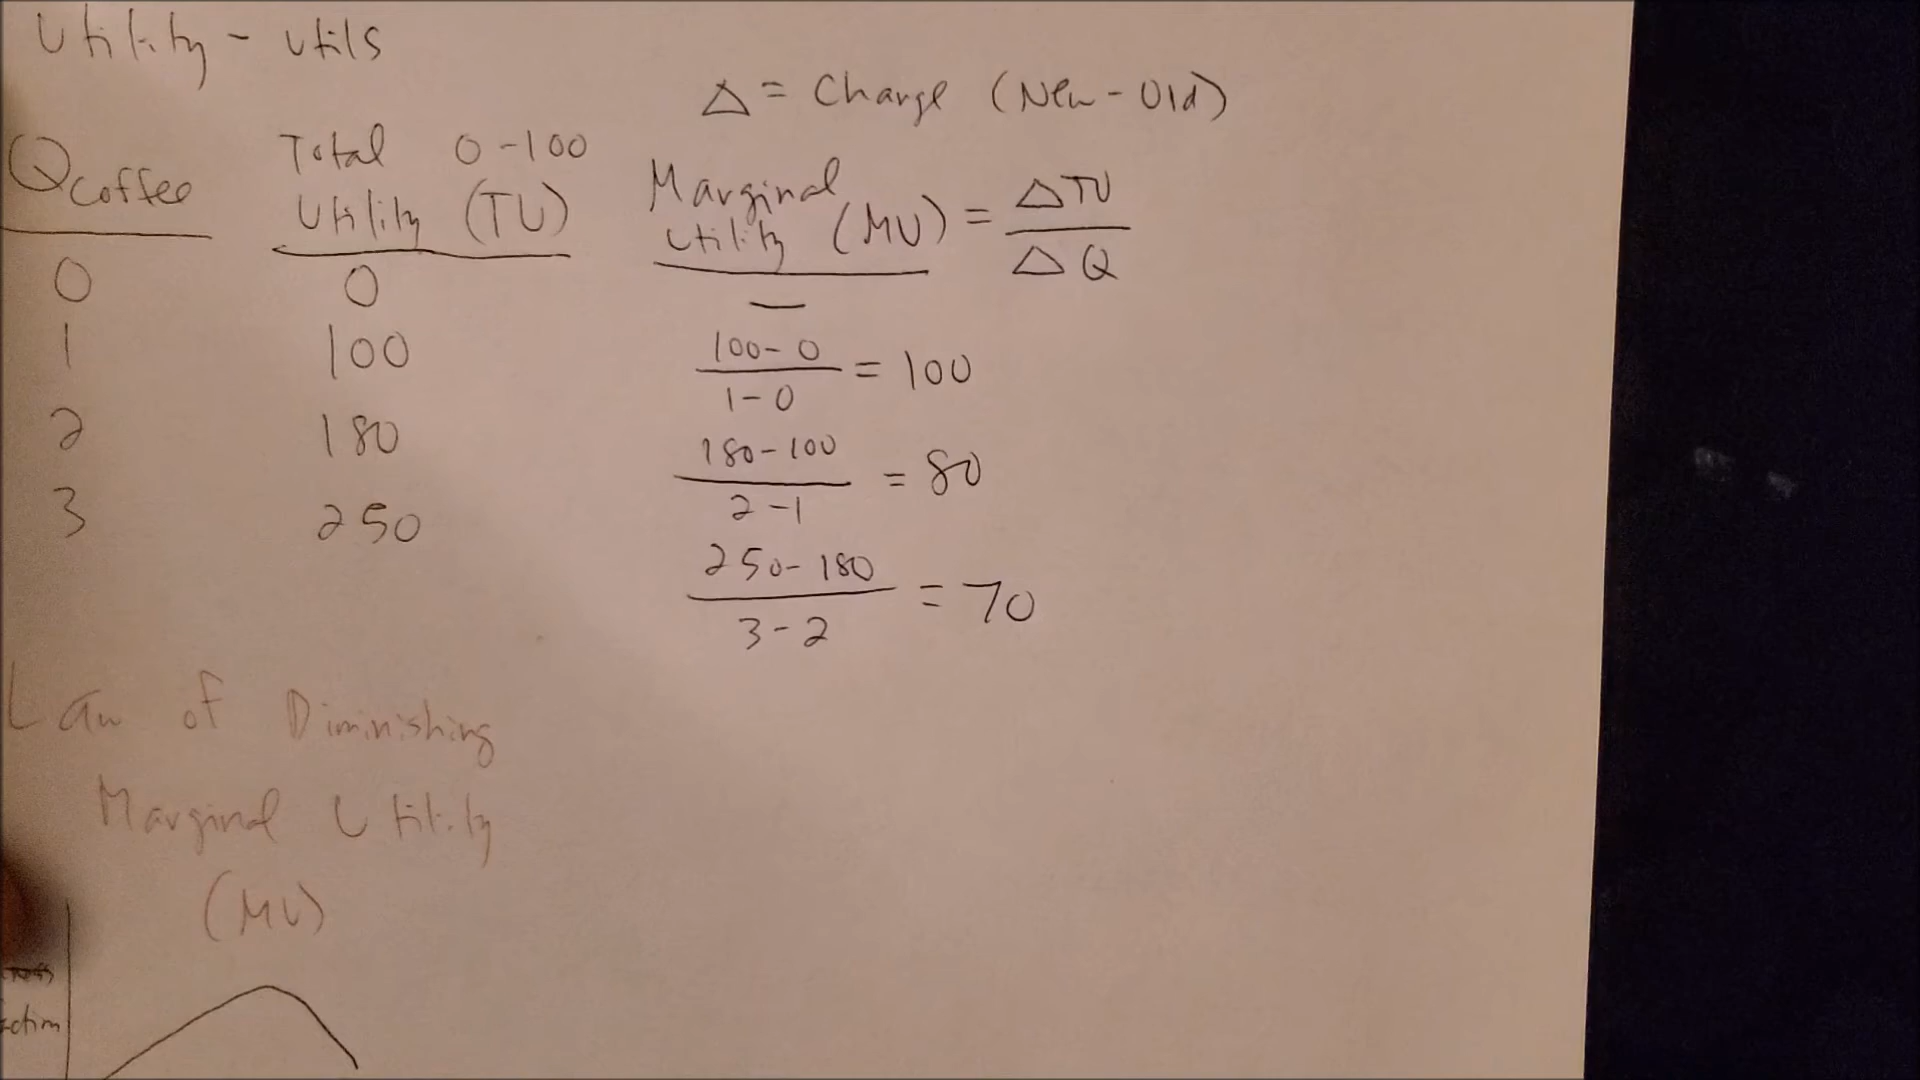 Utility - utils
Δ = Change (New - Old)
Total 0-100
Q coffee Utility (TU) Marginal Utility (MU) = ΔTU / ΔQ
0 0 —
1 100 100-0 / 1-0 = 100
2 180 180-100 / 2-1 = 80
3 250 250-180 / 3-2 = 70
Law of Diminishing
Marginal Utility
(MU)